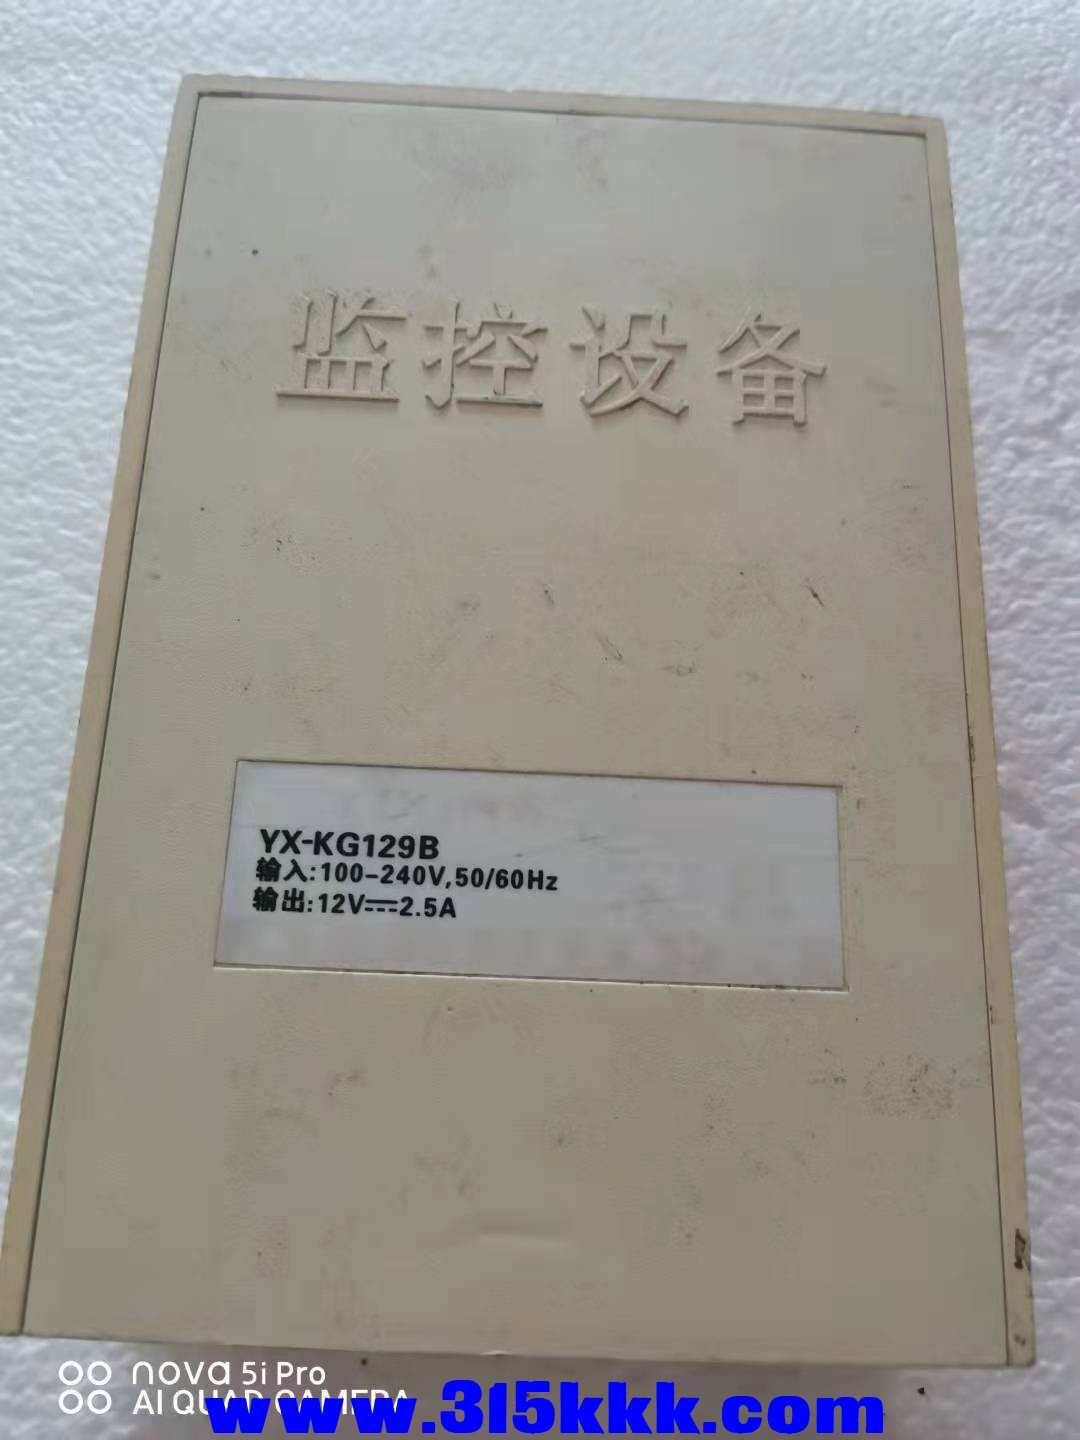 监控设备
YX-KG129B
输入:100-240V,50/60Hz
输出:12V⎓2.5A
nova 5i Pro
AI QUAD CAMERA
www.315kkk.com